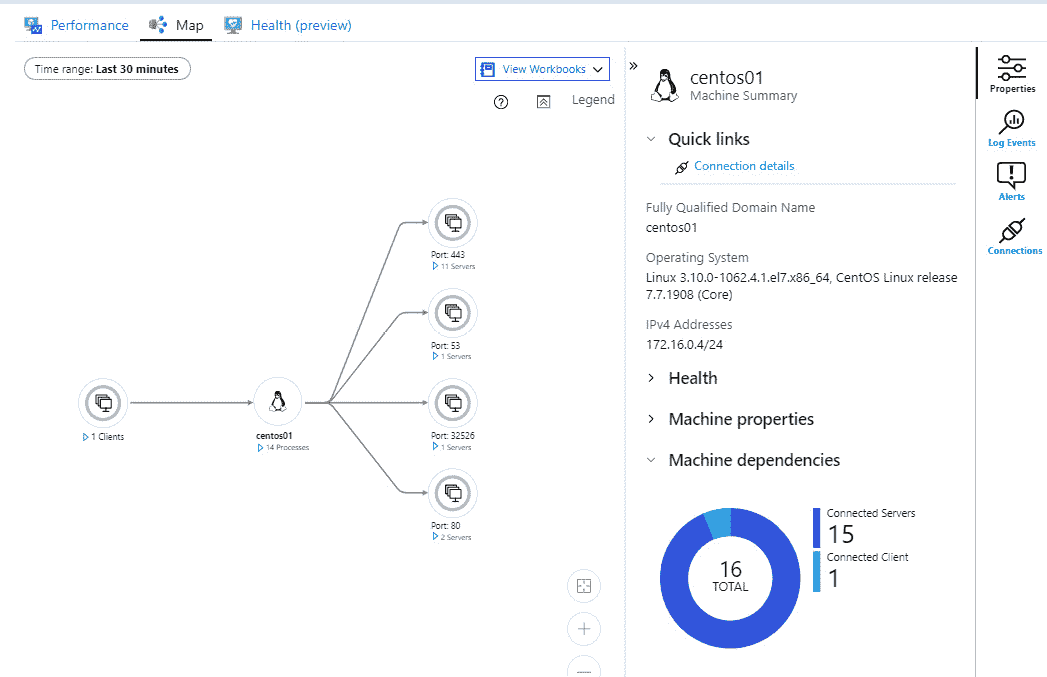 Performance
Map
Health (preview)
Time range: Last 30 minutes
View Workbooks
Legend
Port: 443
11 Servers
Port: 53
1 Servers
1 Clients
centos01
14 Processes
Port: 32526
1 Servers
Port: 80
2 Servers
centos01
Machine Summary
Quick links
Connection details
Fully Qualified Domain Name
centos01
Operating System
Linux 3.10.0-1062.4.1.el7.x86_64, CentOS Linux release
7.7.1908 (Core)
IPv4 Addresses
172.16.0.4/24
Health
Machine properties
Machine dependencies
16
TOTAL
Connected Servers
15
Connected Client
1
Properties
Log Events
Alerts
Connections